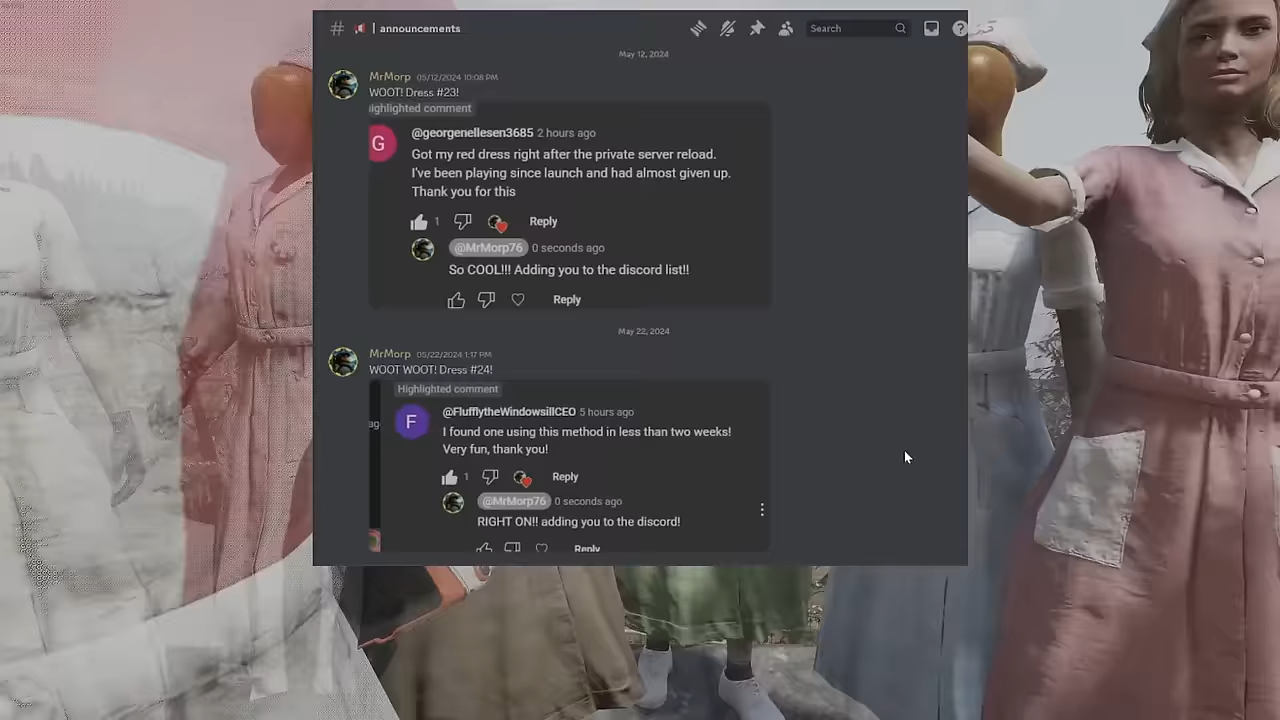 # | announcements
Search
May 12, 2024
MrMorp 05/12/2024 10:08 PM
WOOT! Dress #23!
ighlighted comment
G
@georgenellesen3685 2 hours ago
Got my red dress right after the private server reload.
I've been playing since launch and had almost given up.
Thank you for this
1 Reply
@MrMorp76 0 seconds ago
So COOL!!! Adding you to the discord list!!
Reply
May 22, 2024
MrMorp 05/22/2024 1:17 PM
WOOT WOOT! Dress #24!
Highlighted comment
ag
F
@FluffytheWindowsillCEO 5 hours ago
I found one using this method in less than two weeks!
Very fun, thank you!
1 Reply
@MrMorp76 0 seconds ago
RIGHT ON!! adding you to the discord!
Reply